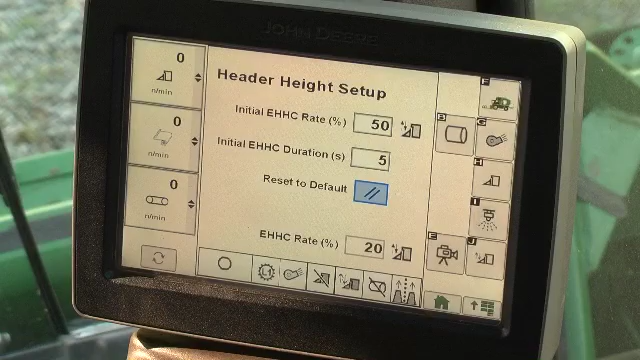 JOHN DEERE
0
n/min
0
n/min
0
n/min
Header Height Setup
Initial EHHC Rate (%) 50
Initial EHHC Duration (s) 5
Reset to Default
EHHC Rate (%) 20
L1
F
B
G
H
I
E
J